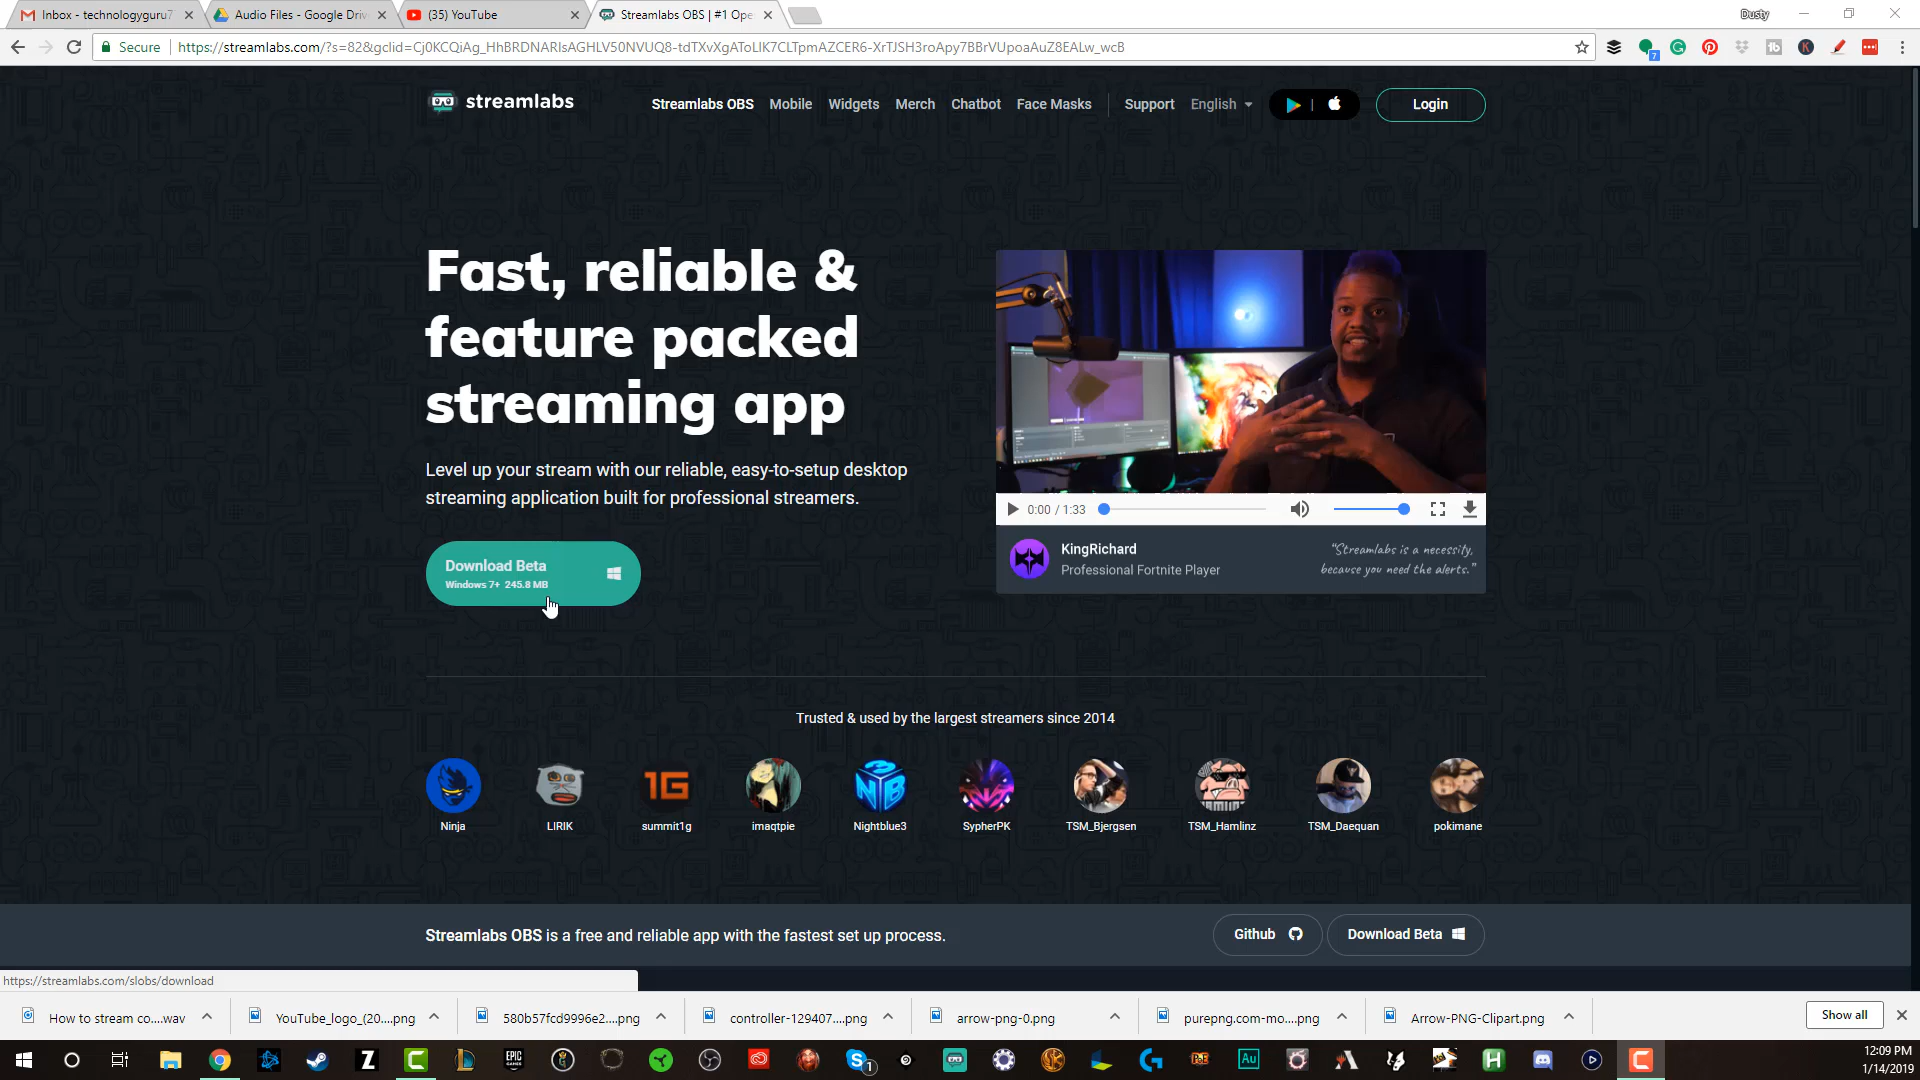 Inbox - technologyguru7
Audio Files - Google Driv
(35) YouTube
Streamlabs OBS | #1 Ope
Dusty
Secure
https://streamlabs.com/?s=82&gclid=Cj0KCQiAg_HhBRDNARIsAGHLV50NVUQ8-tdTXvXgAToLIK7CLTpmAZCER6-XrTJSH3roApy7BBrVUpoaAuZ8EALw_wcB
streamlabs
Streamlabs OBS Mobile Widgets Merch Chatbot Face Masks Support English Login
Fast, reliable &
feature packed
streaming app
Level up your stream with our reliable, easy-to-setup desktop
streaming application built for professional streamers.
Download Beta
Windows 7+ 245.8 MB
0:00 / 1:33
KingRichard
Professional Fortnite Player
"Streamlabs is a necessity,
because you need the alerts."
Trusted & used by the largest streamers since 2014
1G
NB
Ninja LIRIK summit1g imaqtpie Nightblue3 SypherPK TSM_Bjergsen TSM_Hamlinz TSM_Daequan pokimane
Streamlabs OBS is a free and reliable app with the fastest set up process.
Github
Download Beta
https://streamlabs.com/slobs/download
How to stream co....wav
YouTube_logo_(20....png
580b57fcd9996e2....png
controller-129407....png
arrow-png-0.png
purepng.com-mo....png
Arrow-PNG-Clipart.png
Show all
12:09 PM
1/14/2019